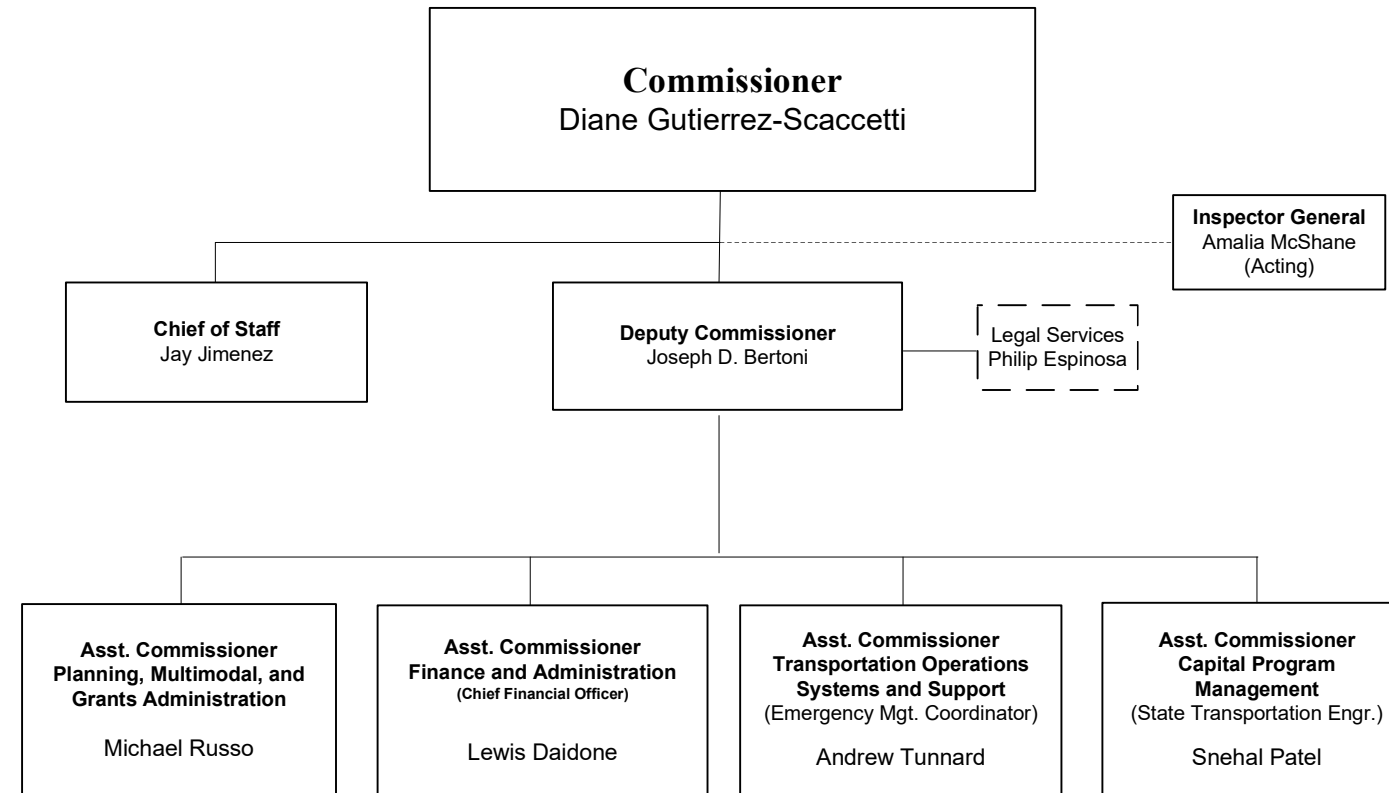 Commissioner
Diane Gutierrez-Scaccetti
Inspector General
Amalia McShane
(Acting)
Chief of Staff
Jay Jimenez
Deputy Commissioner
Joseph D. Bertoni
Legal Services
Philip Espinosa
Asst. Commissioner
Planning, Multimodal, and
Grants Administration
Michael Russo
Asst. Commissioner
Finance and Administration
(Chief Financial Officer)
Lewis Daidone
Asst. Commissioner
Transportation Operations
Systems and Support
(Emergency Mgt. Coordinator)
Andrew Tunnard
Asst. Commissioner
Capital Program
Management
(State Transportation Engr.)
Snehal Patel